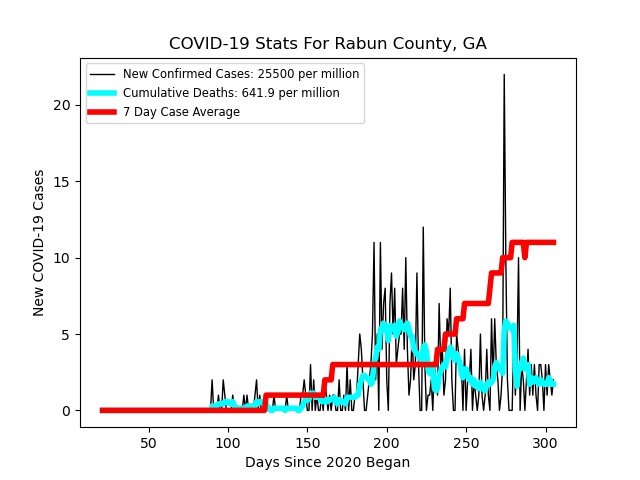 COVID-19 Stats For Rabun County, GA
New Confirmed Cases: 25500 per million
Cumulative Deaths: 641.9 per million
7 Day Case Average
New COVID-19 Cases
20
15
10
5
0
50 100 150 200 250 300
Days Since 2020 Began